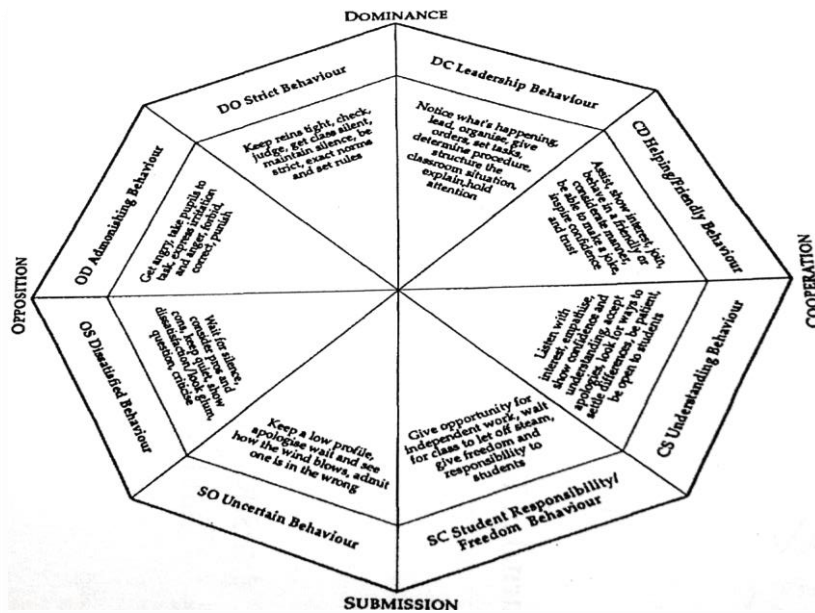 DOMINANCE
DO Strict Behaviour
DC Leadership Behaviour
Keep reins tight, check,
judge, get class silent,
maintain silence, be
strict, exact norms
and set rules
Notice what's happening,
lead, organise, give
orders, set tasks,
determine procedure,
structure the
classroom situation,
explain,hold
attention
OD Admonishing Behaviour
Get angry, take pupils to
task, express irritation
and anger, forbid,
correct, punish
CD Helping/Friendly Behaviour
Assist, show interest, join,
behave in a friendly or
considerate manner,
be able to make a joke,
inspire confidence
and trust
OPPOSITION
COOPERATION
OS Dissatisfied Behaviour
Wait for silence,
consider pros and
cons, keep quiet, show
dissatisfaction/look glum,
question, criticise
CS Understanding Behaviour
Listen with
interest, empathise,
show confidence and
understanding, accept
apologies, look for ways to
settle differences, be patient,
be open to students
SO Uncertain Behaviour
Keep a low profile,
apologise wait and see
how the wind blows, admit
one is in the wrong
SC Student Responsibility/
Freedom Behaviour
Give opportunity for
independent work, wait
for class to let off steam,
give freedom and
responsibility to
students
SUBMISSION